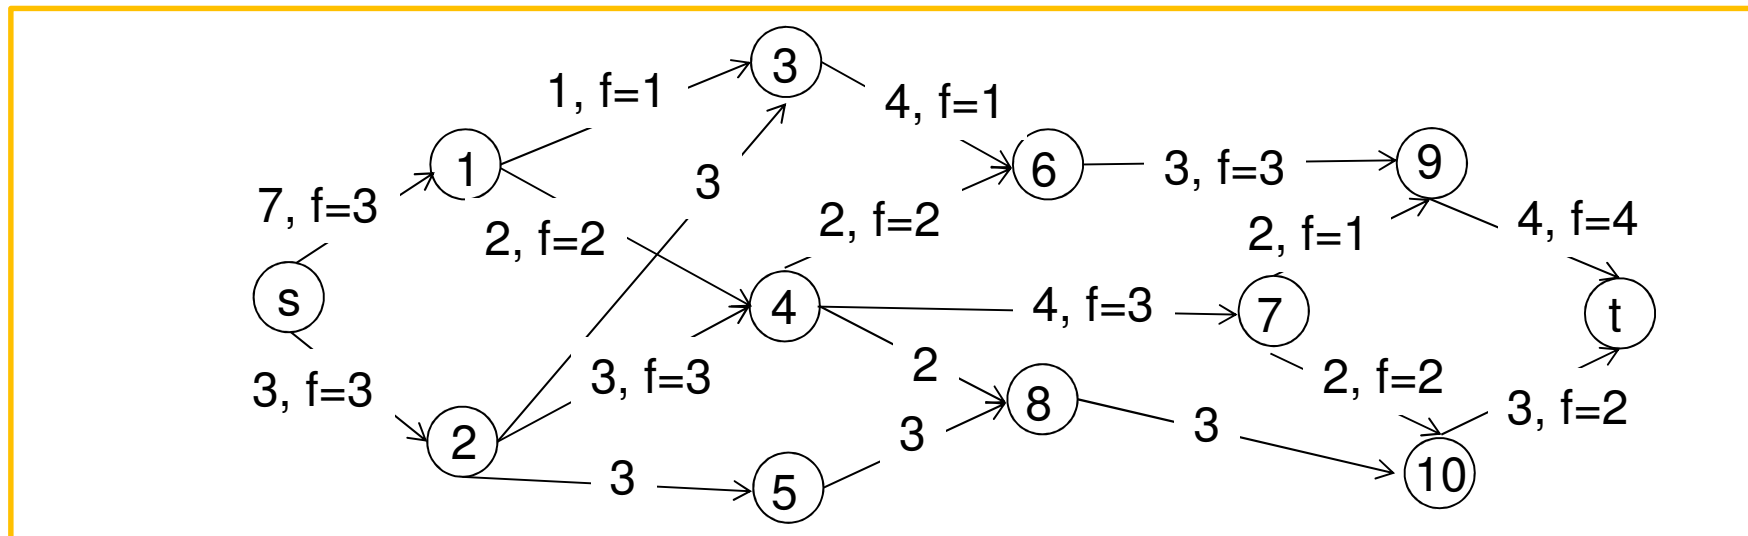 3
1, f=1
4, f=1
1
6
3, f=3
9
3
7, f=3
2, f=2
2, f=2
2, f=1
4, f=4
s
4
4, f=3
7
t
3, f=3
3, f=3
2
8
2, f=2
3, f=2
2
3
3
3
5
10